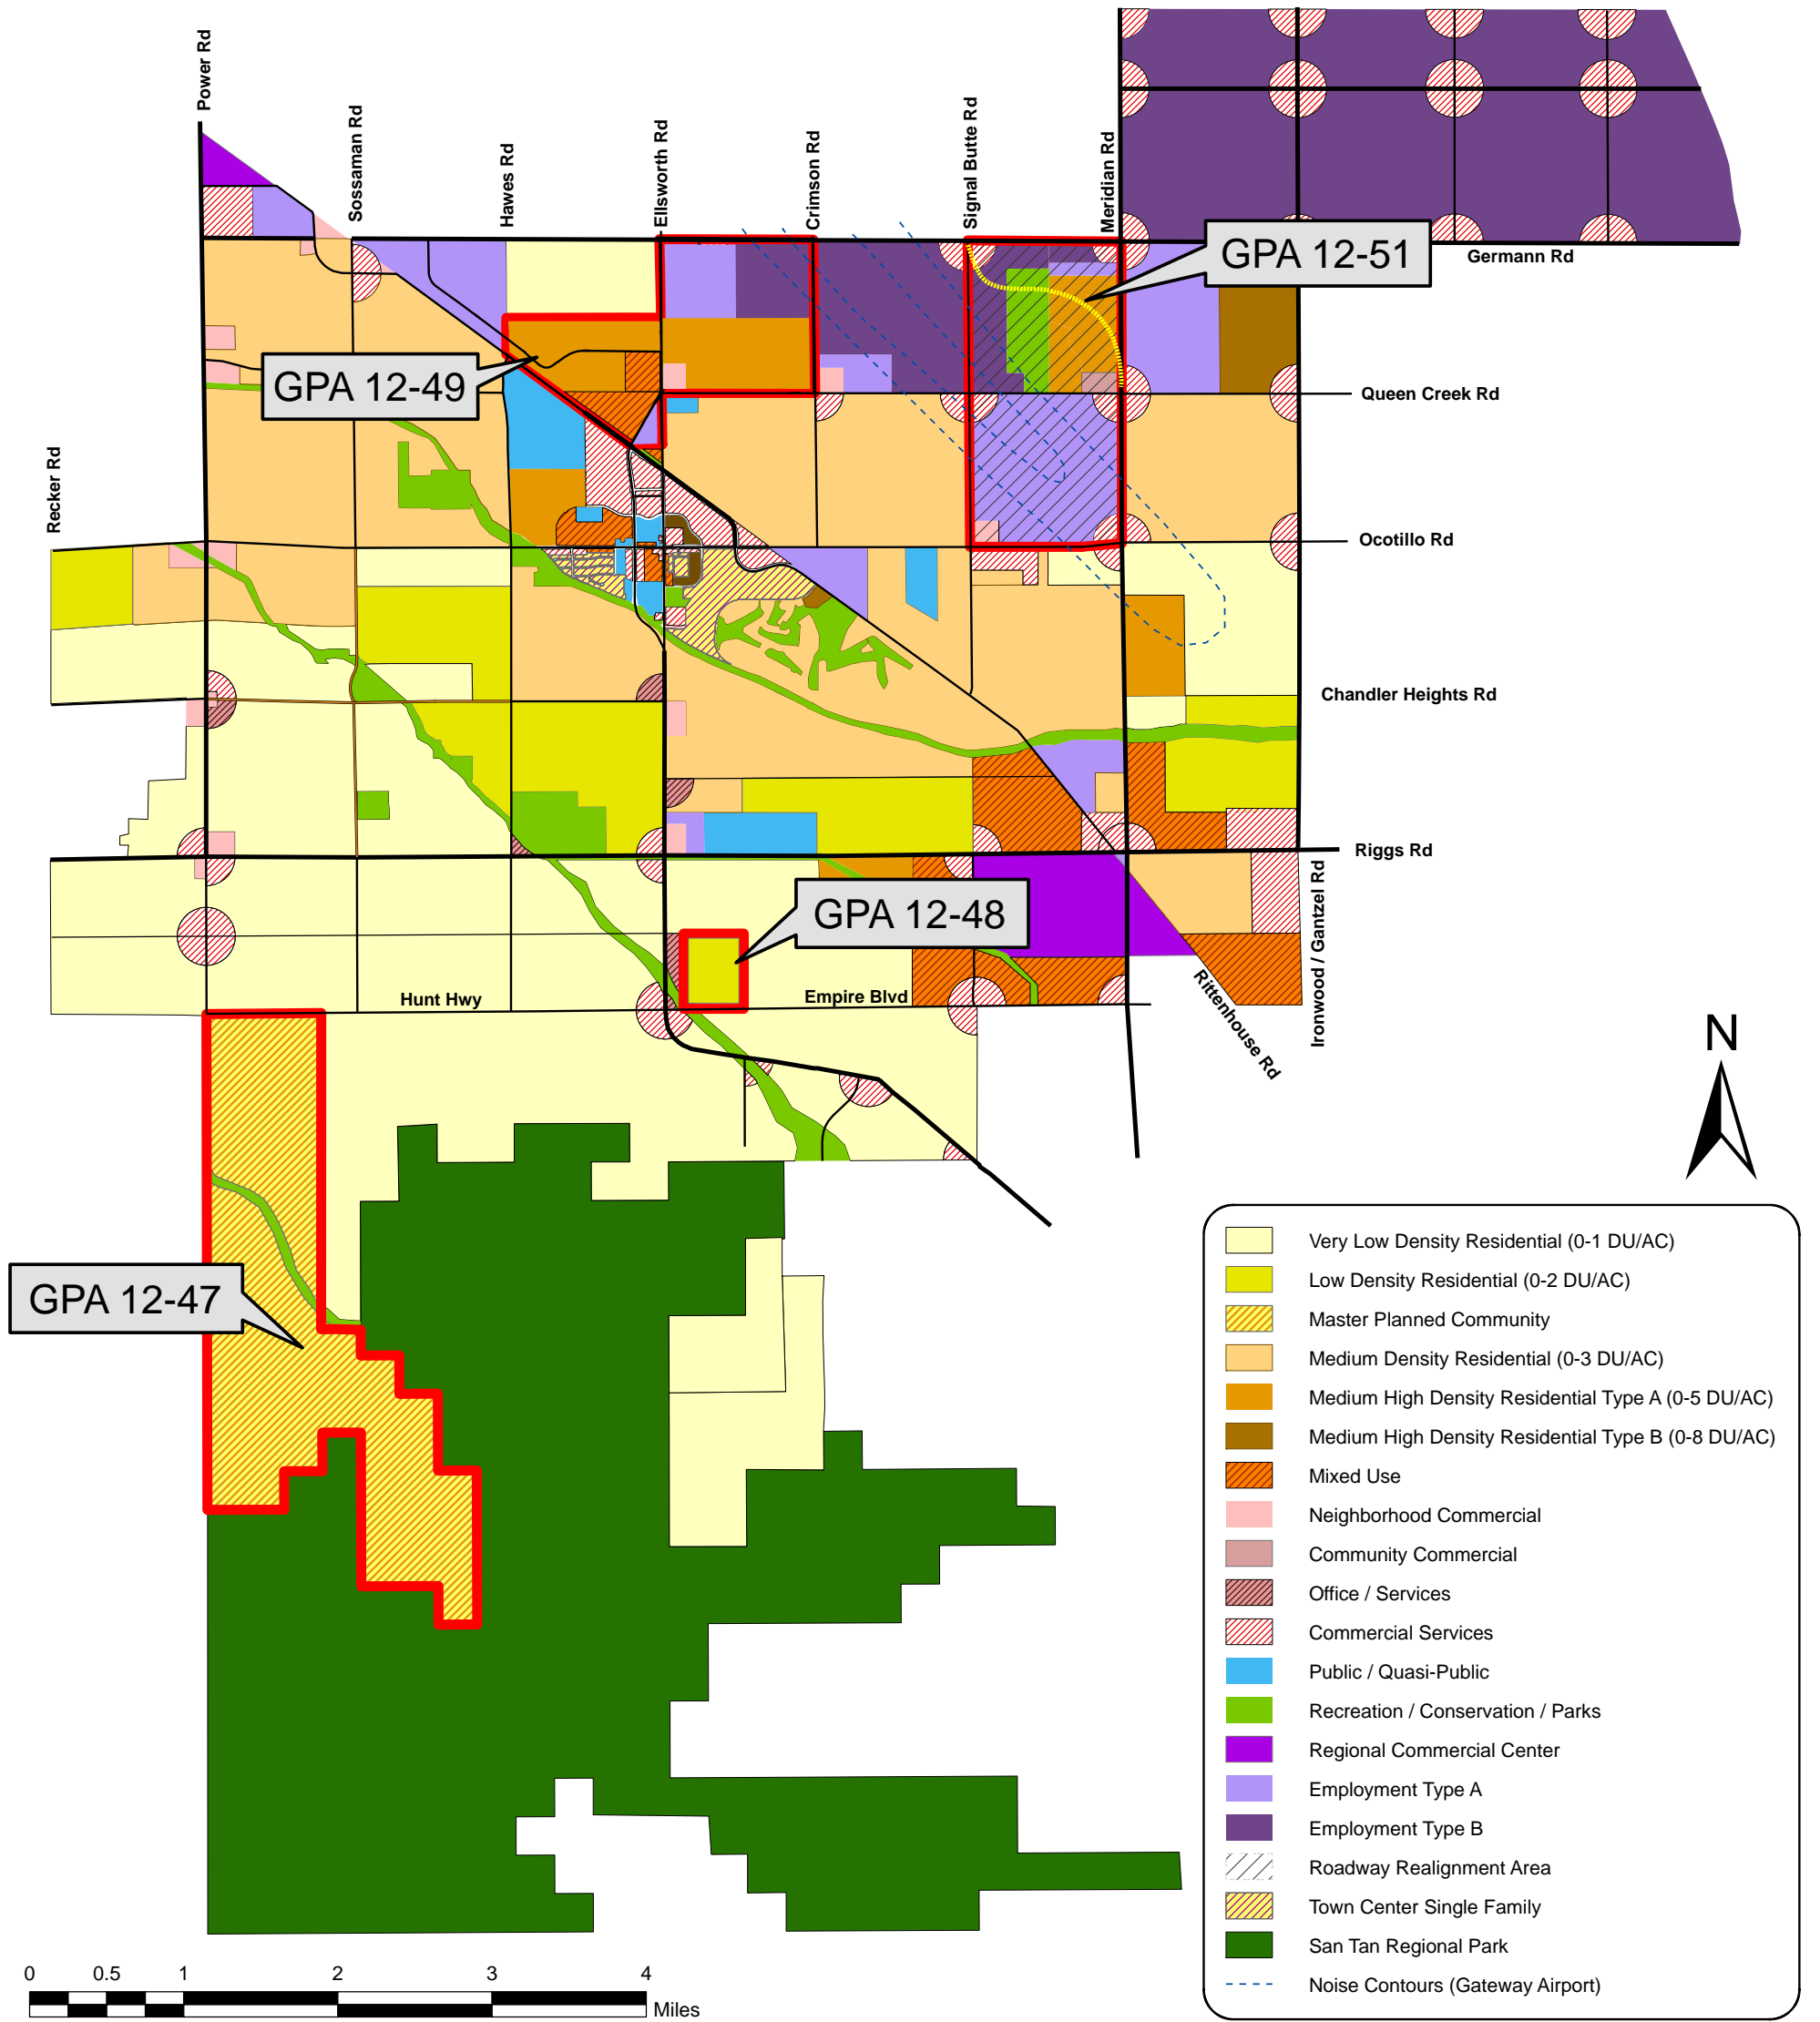 Power Rd
Sossaman Rd
Hawes Rd
Ellsworth Rd
Crimson Rd
Signal Butte Rd
Meridian Rd
GPA 12-51
Germann Rd
GPA 12-49
Queen Creek Rd
Recker Rd
Ocotillo Rd
Chandler Heights Rd
Riggs Rd
GPA 12-48
Hunt Hwy
Empire Blvd
Rittenhouse Rd
Ironwood / Gantzel Rd
N
GPA 12-47
Very Low Density Residential (0-1 DU/AC)
Low Density Residential (0-2 DU/AC)
Master Planned Community
Medium Density Residential (0-3 DU/AC)
Medium High Density Residential Type A (0-5 DU/AC)
Medium High Density Residential Type B (0-8 DU/AC)
Mixed Use
Neighborhood Commercial
Community Commercial
Office / Services
Commercial Services
Public / Quasi-Public
Recreation / Conservation / Parks
Regional Commercial Center
Employment Type A
Employment Type B
Roadway Realignment Area
Town Center Single Family
San Tan Regional Park
Noise Contours (Gateway Airport)
0 0.5 1 2 3 4
Miles